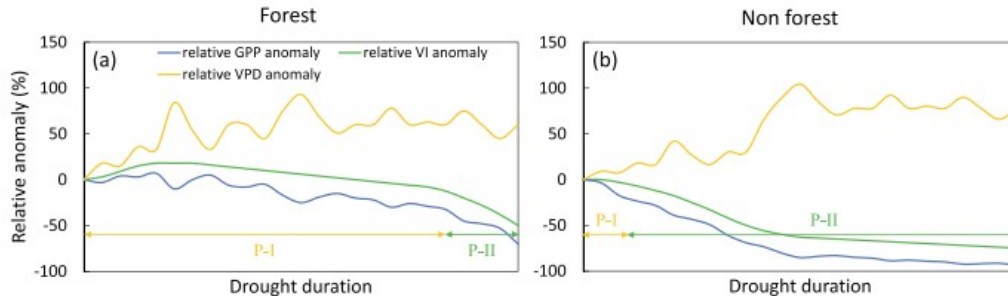 Forest
Non forest
(a)
relative GPP anomaly
relative VI anomaly
relative VPD anomaly
Relative anomaly (%)
150
100
50
0
-50
-100
P-I
P-II
Drought duration
(b)
150
100
50
0
-50
-100
P-I
P-II
Drought duration